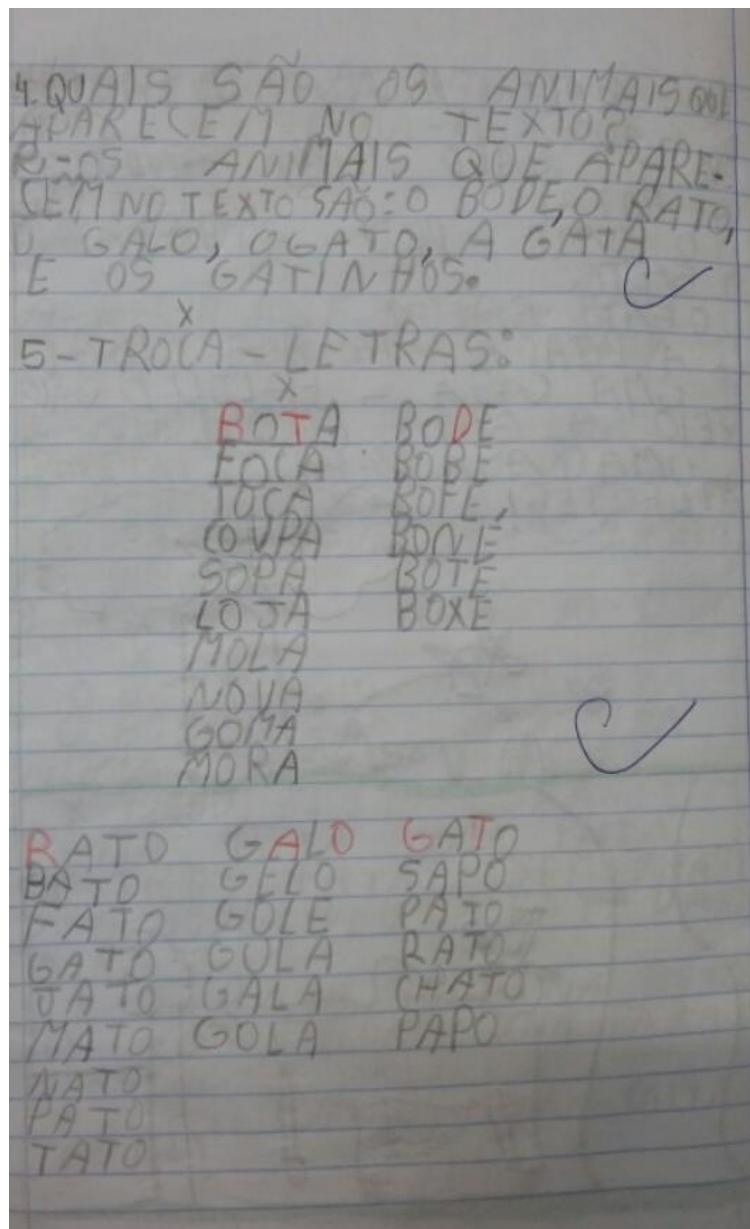 4. QUAIS SÃO OS ANIMAIS QUE
APARECEM NO TEXTO?
R=OS ANIMAIS QUE APARE-
SEM NO TEXTO SÃO: O BODE, O RATO,
O GALO, O GATO, A GATA
E OS GATINHOS.
X
5-TROCA-LETRAS:
X
BOTA BODE
FOCA BOBE
TOCA BOFE,
COUPA BONE
SOPA BOTE
LOJA BOXE
MOLA
NOVA
GOMA
MORA
RATO GALO GATO
BATO GELO SAPO
FATO GOLE PATO
GATO GULA RATO
JATO GALA CHATO
MATO GOLA PAPO
NATO
PATO
TATO